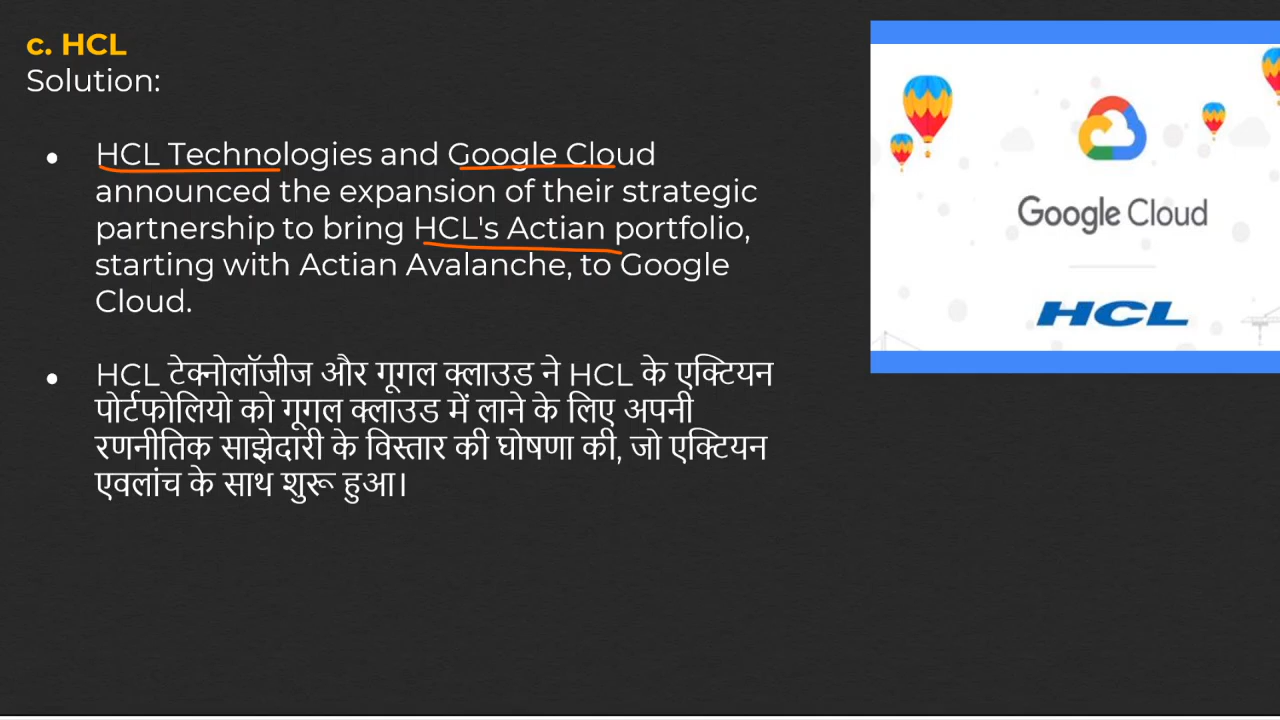 c. HCL
Solution:
● HCL Technologies and Google Cloud
announced the expansion of their strategic
partnership to bring HCL's Actian portfolio,
starting with Actian Avalanche, to Google
Cloud.
● HCL टेक्नोलॉजीज और गूगल क्लाउड ने HCL के एक्टियन
पोर्टफोलियो को गूगल क्लाउड में लाने के लिए अपनी
रणनीतिक साझेदारी के विस्तार की घोषणा की, जो एक्टियन
एवलांच के साथ शुरू हुआ।
Google Cloud
HCL